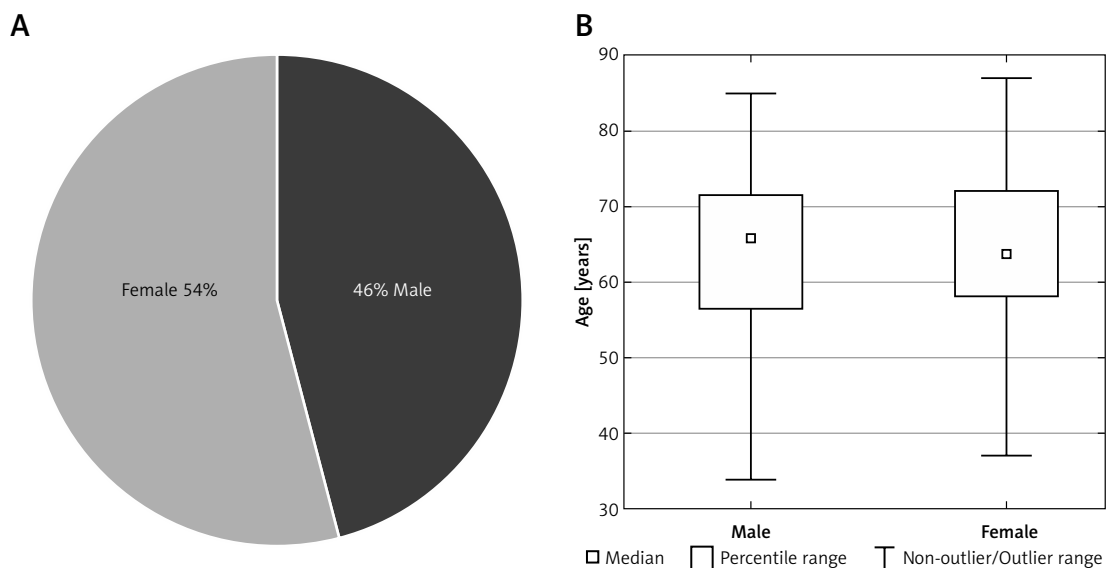 A
Female 54%
46% Male
B
Age [years]
90
80
70
60
50
40
30
Male
Female
Median
Percentile range
Non-outlier/Outlier range